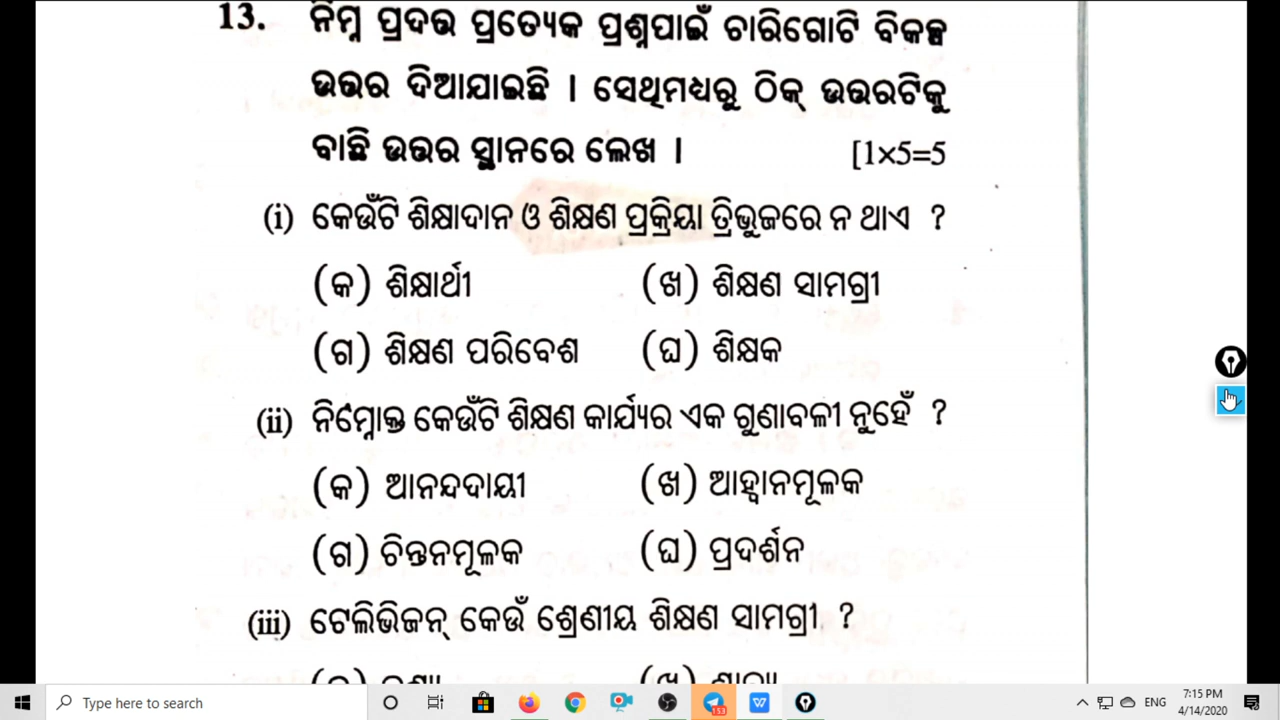 13. ନିମ୍ନ ପ୍ରଦତ୍ତ ପ୍ରତ୍ୟେକ ପ୍ରଶ୍ନପାଇଁ ଚାରିଗୋଟି ବିକଳ୍ପ
ଉତ୍ତର ଦିଆଯାଇଛି । ସେଥିମଧ୍ୟରୁ ଠିକ୍ ଉତ୍ତରଟିକୁ
ବାଛି ଉତ୍ତର ସ୍ଥାନରେ ଲେଖ । [1×5=5
(i) କେଉଁଟି ଶିକ୍ଷାଦାନ ଓ ଶିକ୍ଷଣ ପ୍ରକ୍ରିୟା ତ୍ରିଭୁଜରେ ନ ଥାଏ ?
(କ) ଶିକ୍ଷାର୍ଥୀ (ଖ) ଶିକ୍ଷଣ ସାମଗ୍ରୀ
(ଗ) ଶିକ୍ଷଣ ପରିବେଶ (ଘ) ଶିକ୍ଷକ
(ii) ନିମ୍ନୋକ୍ତ କେଉଁଟି ଶିକ୍ଷଣ କାର୍ଯ୍ୟର ଏକ ଗୁଣାବଳୀ ନୁହେଁ ?
(କ) ଆନନ୍ଦଦାୟୀ (ଖ) ଆହ୍ବାନମୂଳକ
(ଗ) ଚିନ୍ତନମୂଳକ (ଘ) ପ୍ରଦର୍ଶନ
(iii) ଟେଲିଭିଜନ୍ କେଉଁ ଶ୍ରେଣୀୟ ଶିକ୍ଷଣ ସାମଗ୍ରୀ ?
Type here to search
153
ENG
7:15 PM
4/14/2020